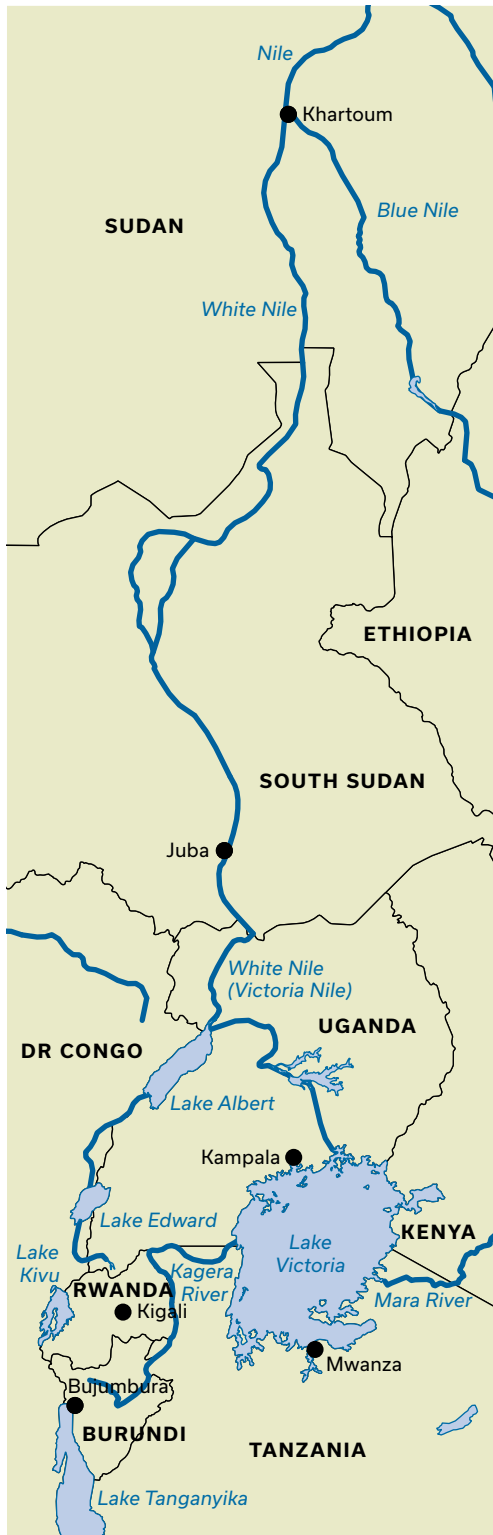 Nile
Khartoum
Blue Nile
SUDAN
White Nile
ETHIOPIA
SOUTH SUDAN
Juba
White Nile
(Victoria Nile)
UGANDA
DR CONGO
Lake Albert
Kampala
Lake Edward
KENYA
Lake
Victoria
Lake
Kivu
Kagera
River
RWANDA
Mara River
Kigali
Mwanza
Bujumbura
BURUNDI
TANZANIA
Lake Tanganyika